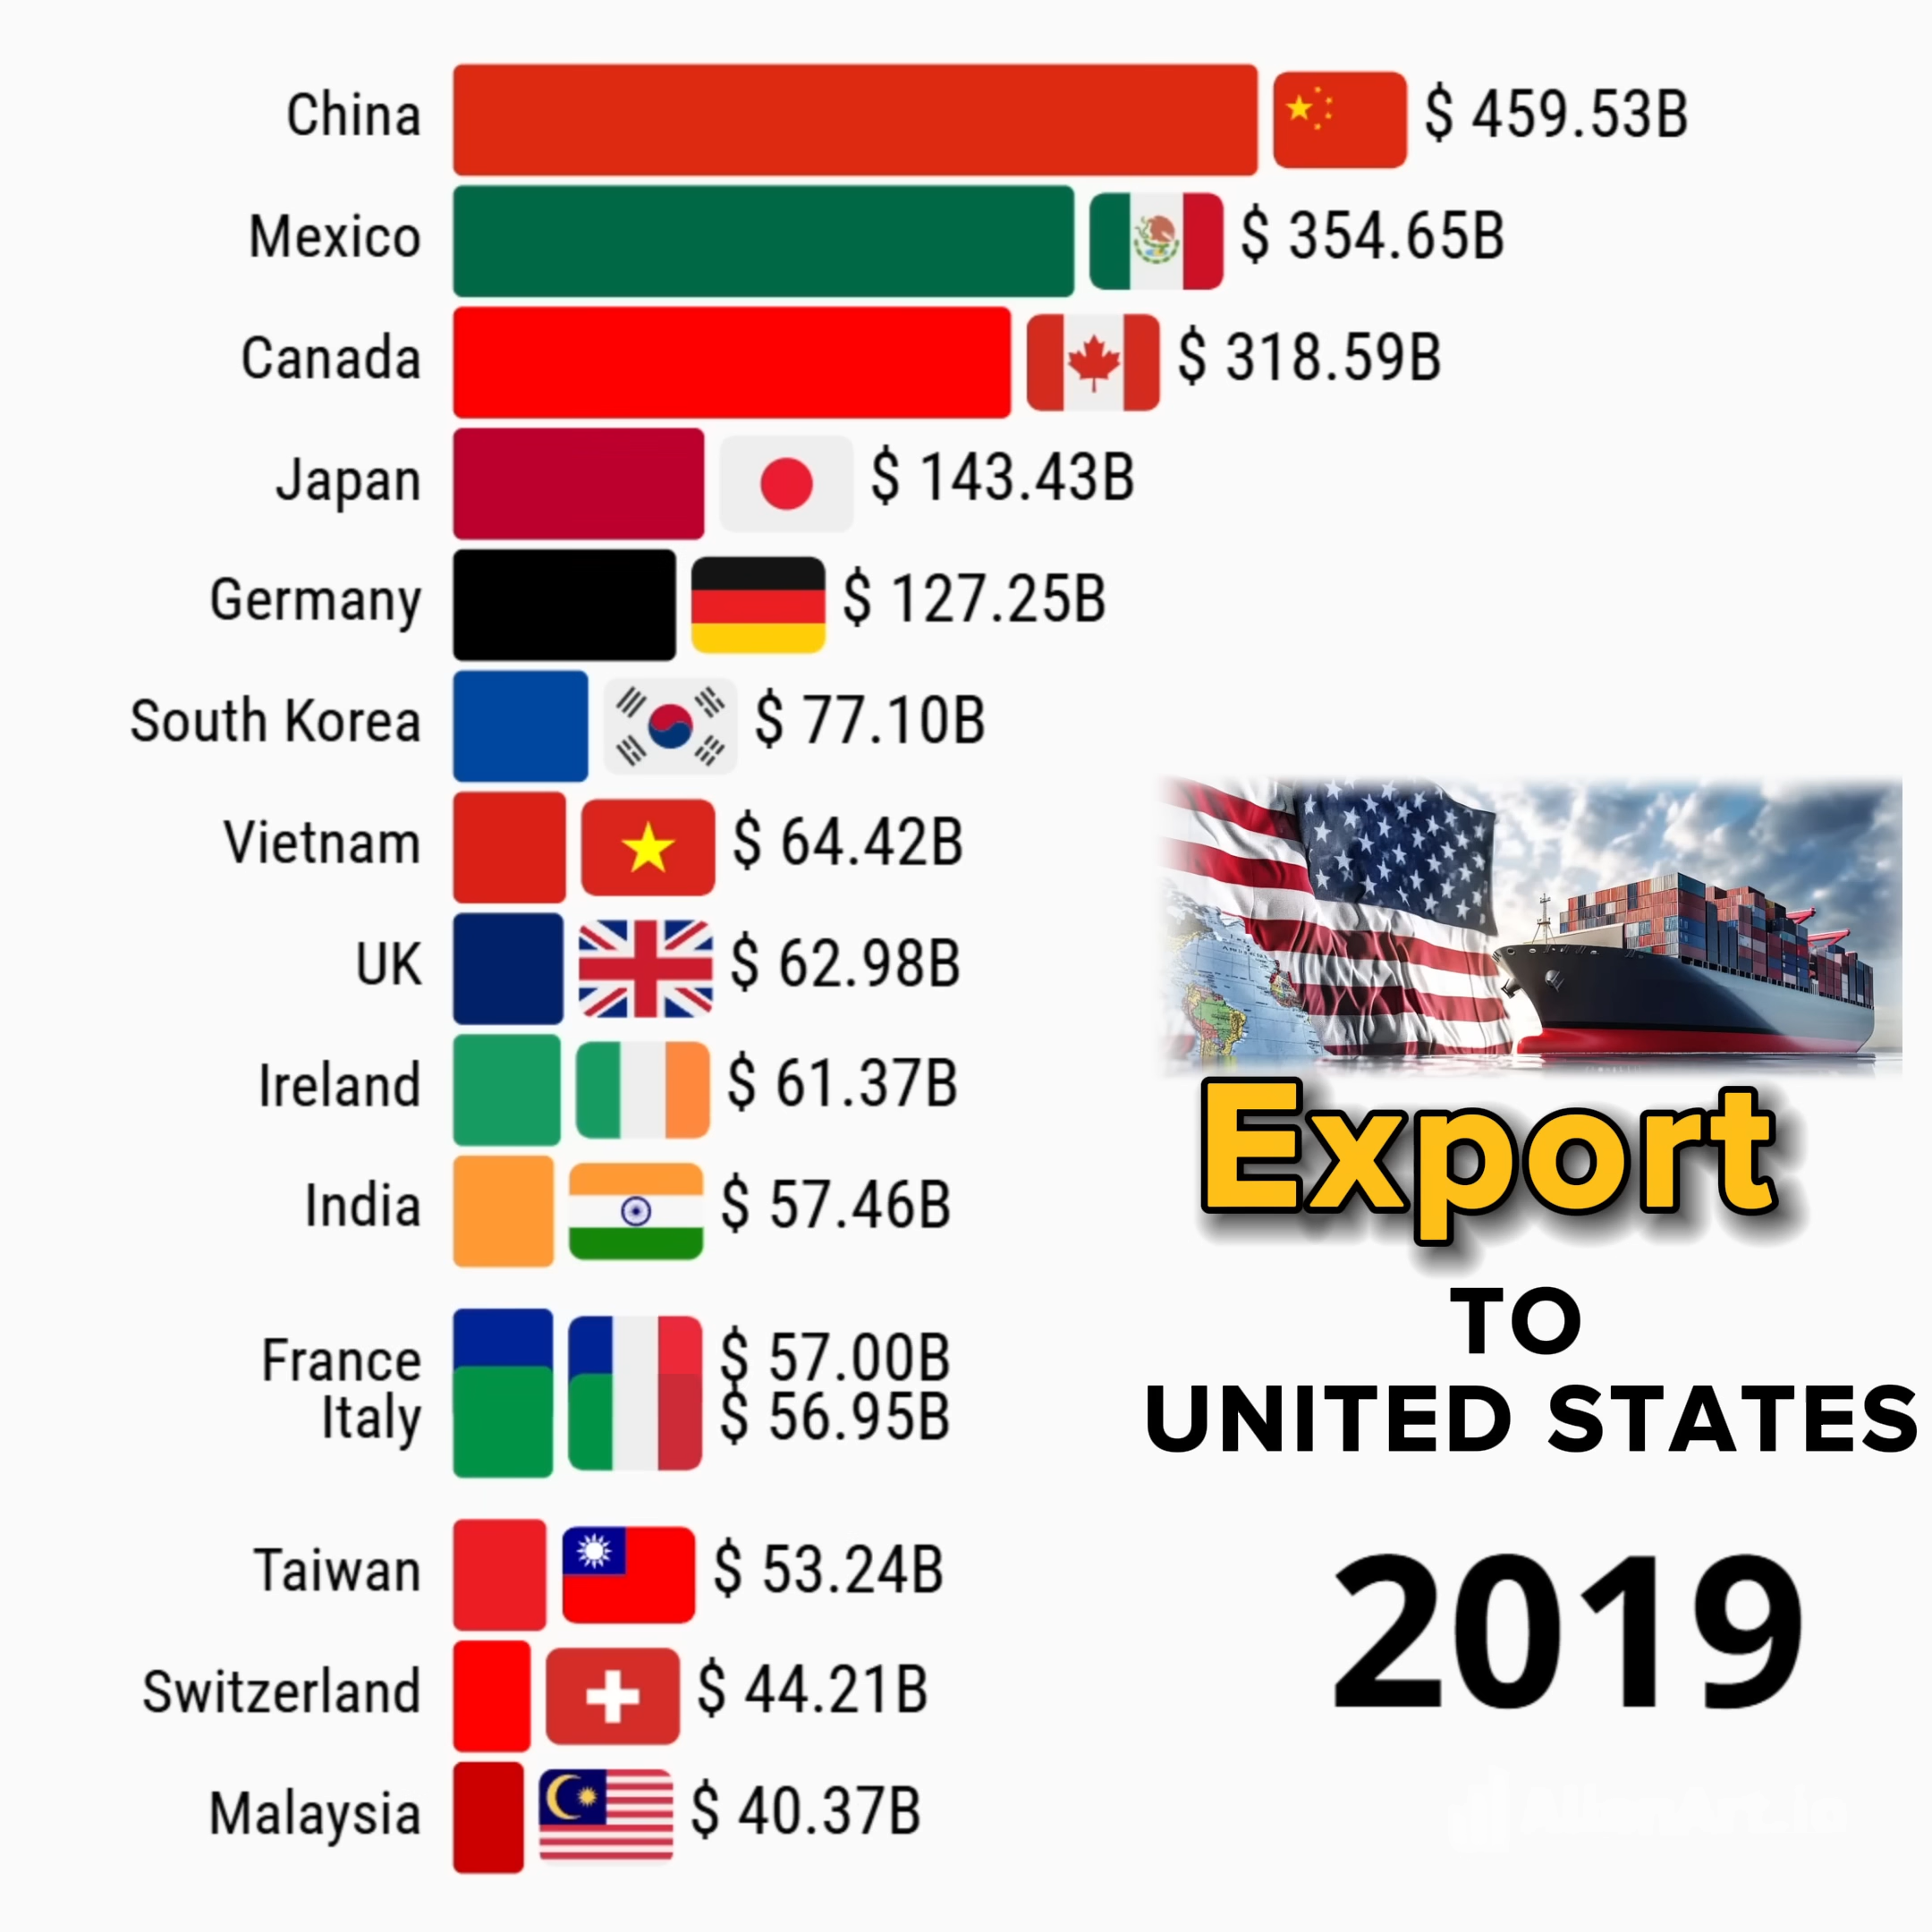 China $ 459.53B
Mexico $ 354.65B
Canada $ 318.59B
Japan $ 143.43B
Germany $ 127.25B
South Korea $ 77.10B
Vietnam $ 64.42B
UK $ 62.98B
Ireland $ 61.37B
India $ 57.46B
France $ 57.00B
Italy $ 56.95B
Taiwan $ 53.24B
Switzerland $ 44.21B
Malaysia $ 40.37B
Export
TO
UNITED STATES
2019